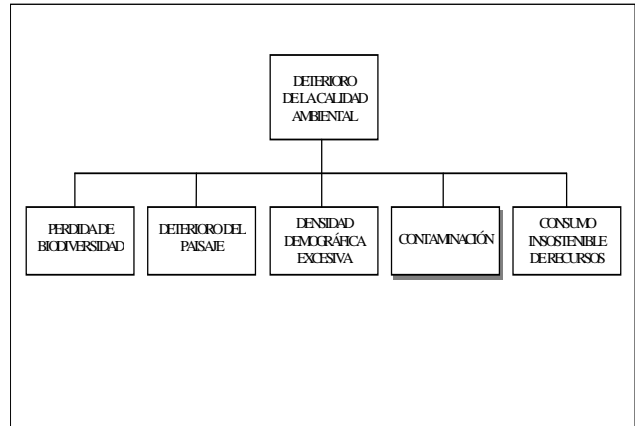 DETERIORO
DE LA CALIDAD
AMBIENTAL
PERDIDA DE
BIODIVERSIDAD
DETERIORO DEL
PAISAJE
DENSIDAD
DEMOGRÁFICA
EXCESIVA
CONTAMINACIÓN
CONSUMO
INSOSTENIBLE
DE RECURSOS